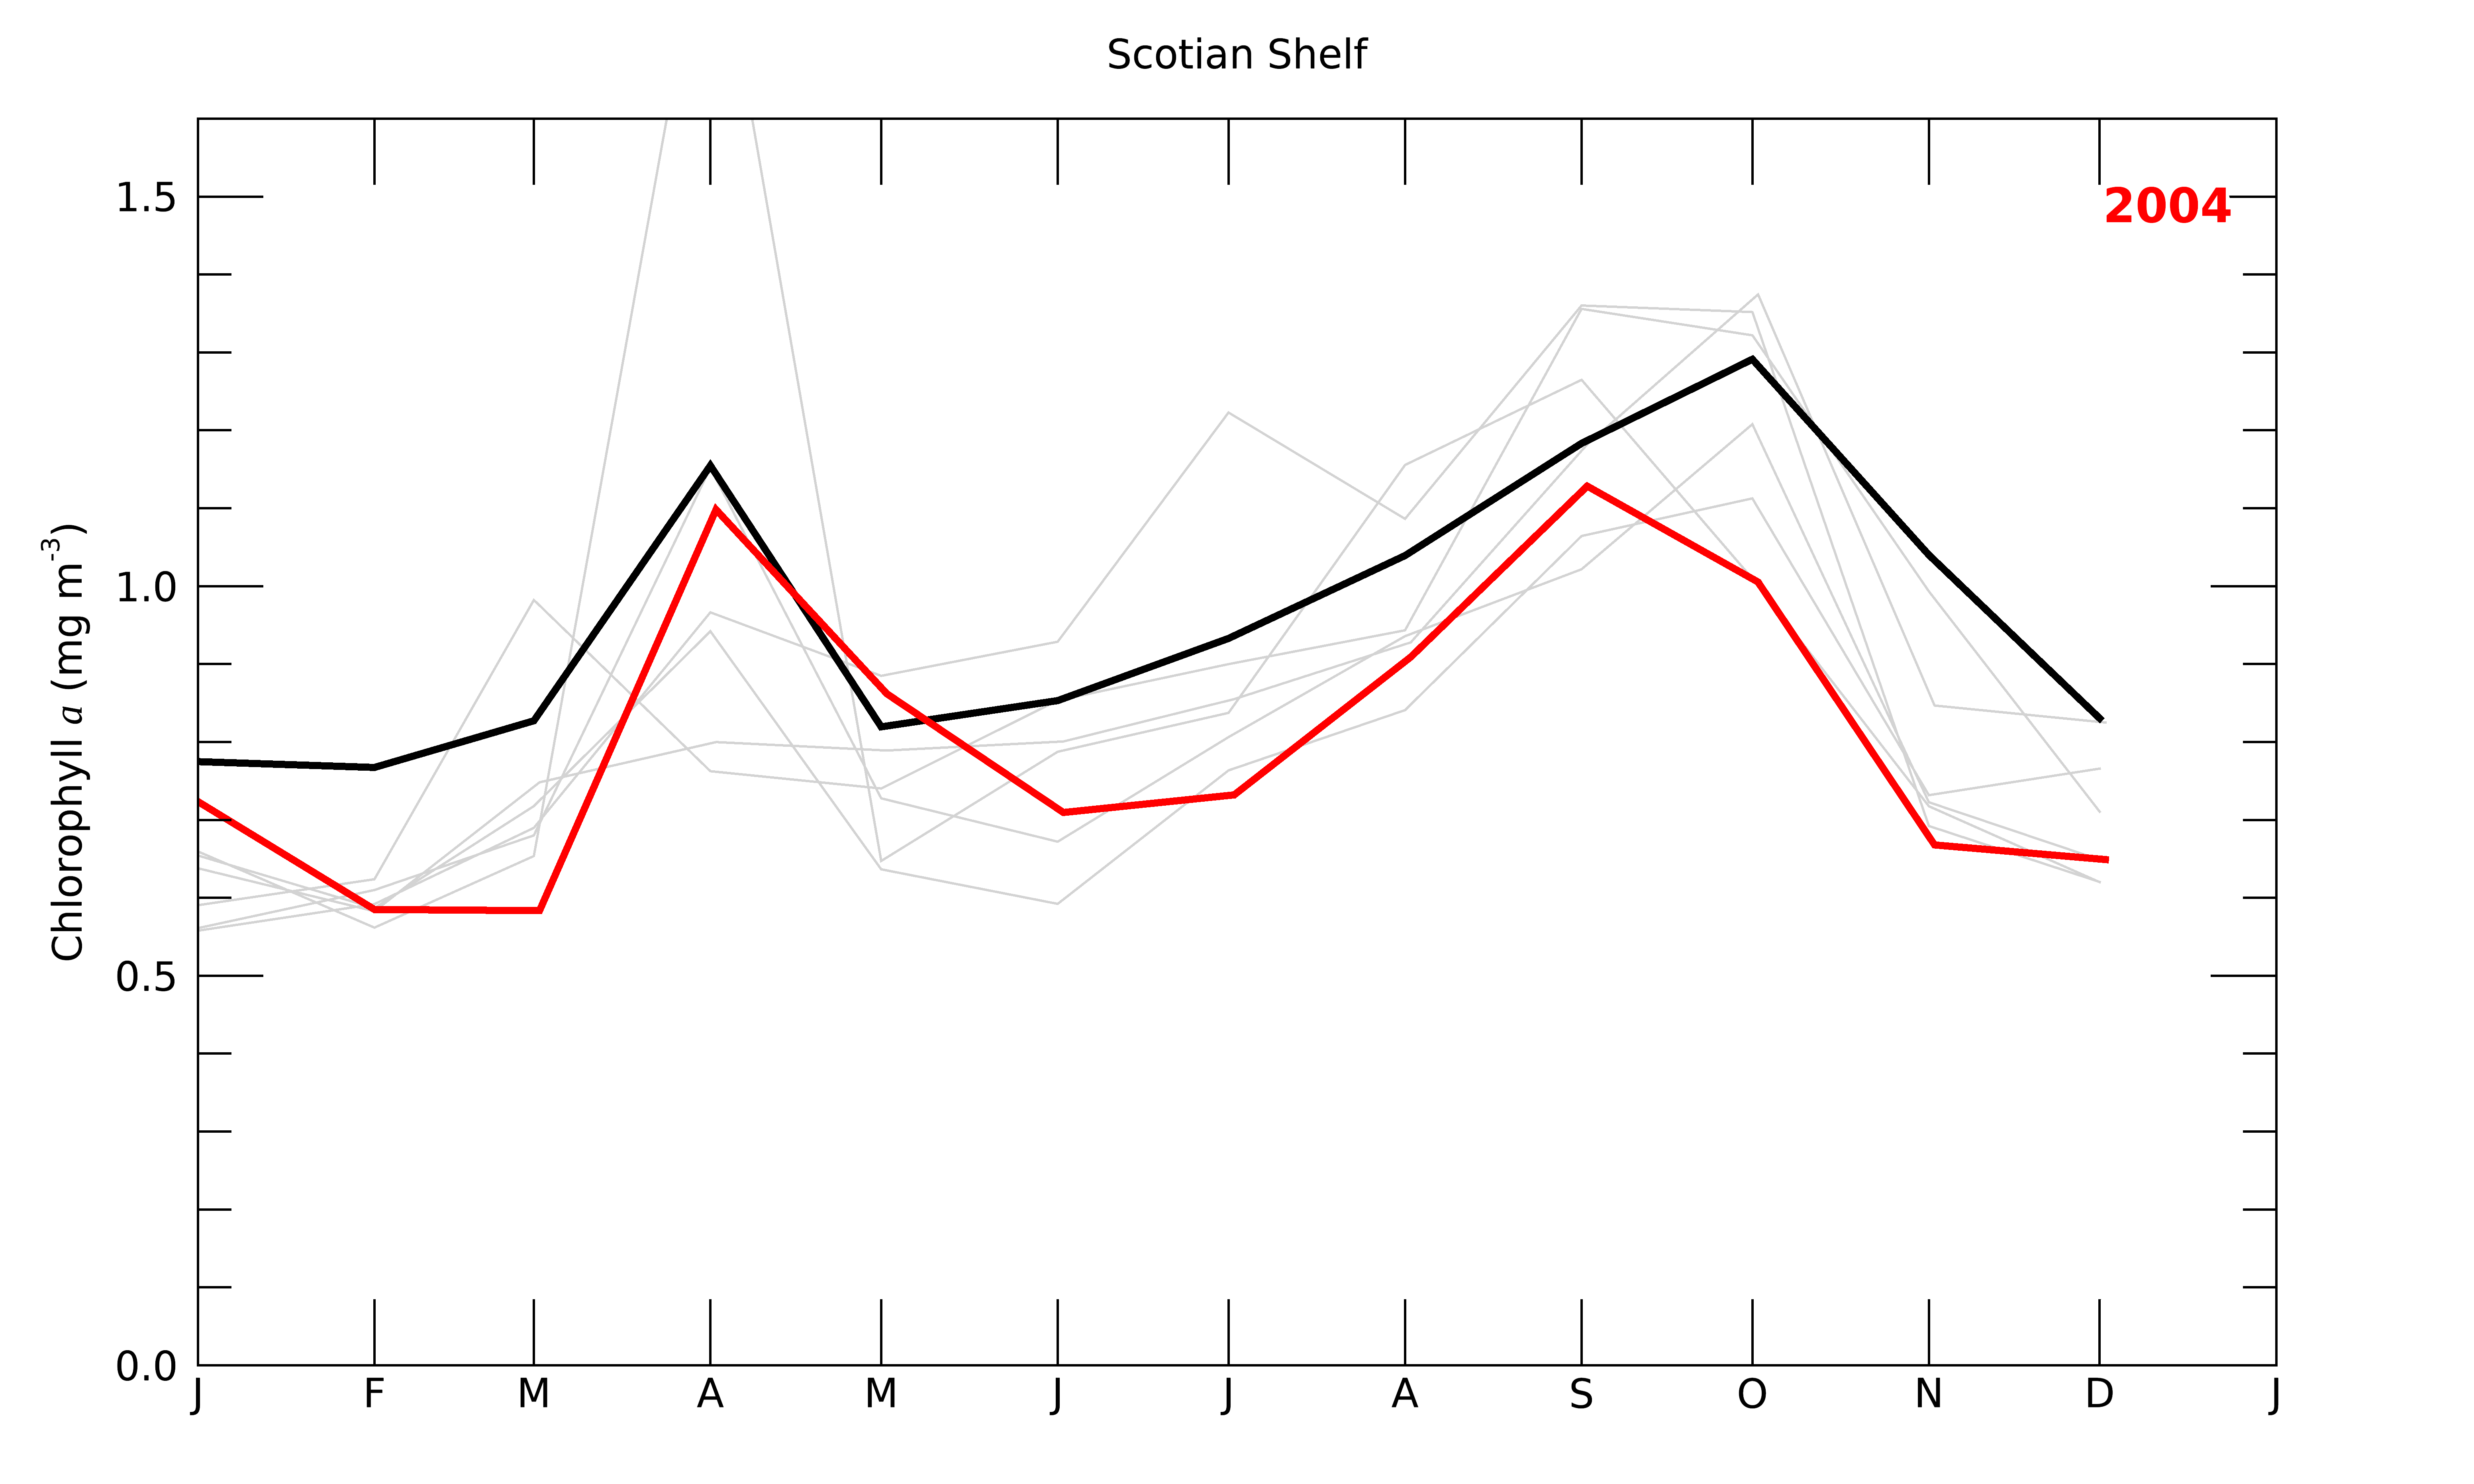 Scotian Shelf
2004
1.5
1.0
0.5
0.0
Chlorophyll a (mg m⁻³)
J F M A M J J A S O N D J